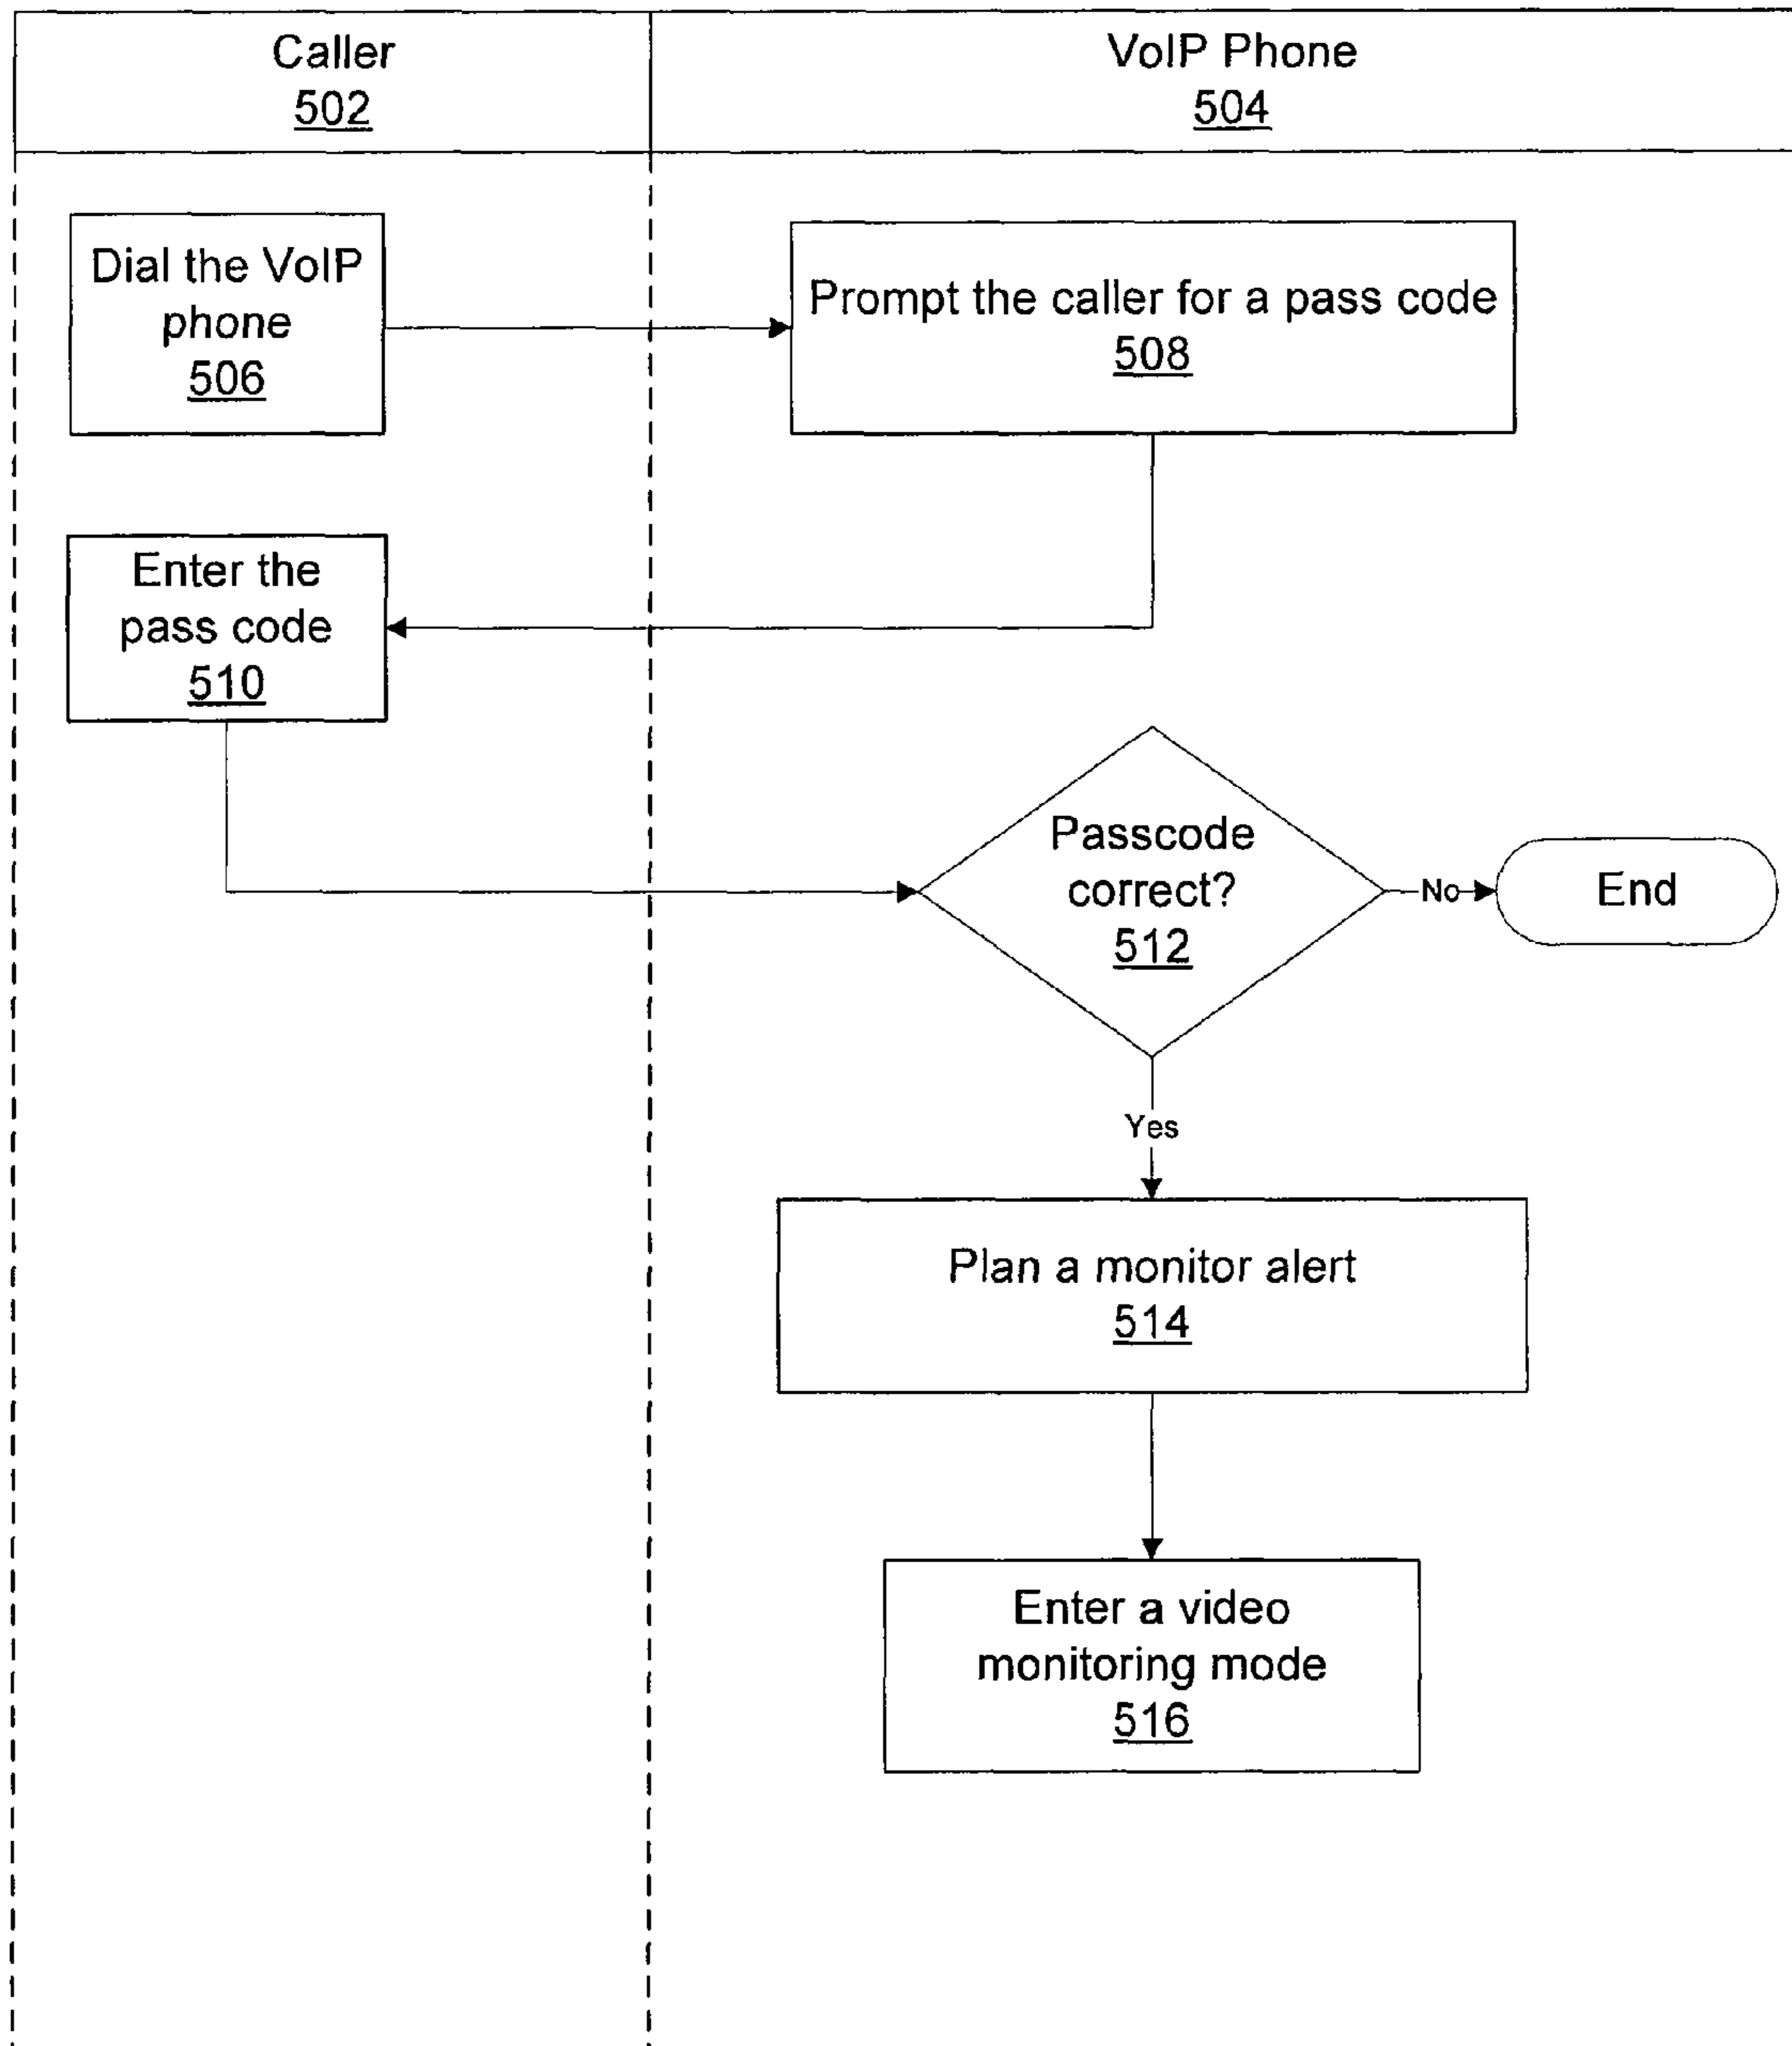 Caller
502
VoIP Phone
504
Dial the VoIP
phone
506
Prompt the caller for a pass code
508
Enter the
pass code
510
Passcode
correct?
512
No
End
Yes
Plan a monitor alert
514
Enter a video
monitoring mode
516